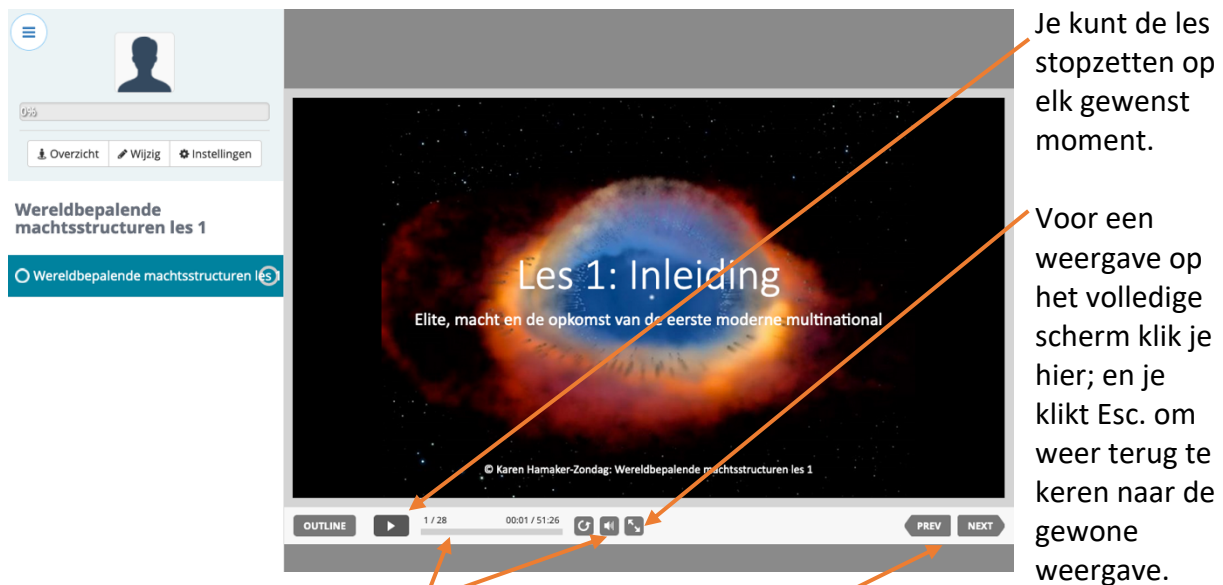 0%
Overzicht Wijzig Instellingen
Wereldbepalende
machtsstructuren les 1
Wereldbepalende machtsstructuren les 1
Les 1: Inleiding
Elite, macht en de opkomst van de eerste moderne multinational
© Karen Hamaker-Zondag: Wereldbepalende machtsstructuren les 1
OUTLINE 1 / 28 00:01 / 51:26 PREV NEXT
Je kunt de les
stopzetten op
elk gewenst
moment.
Voor een
weergave op
het volledige
scherm klik je
hier; en je
klikt Esc. om
weer terug te
keren naar de
gewone
weergave.